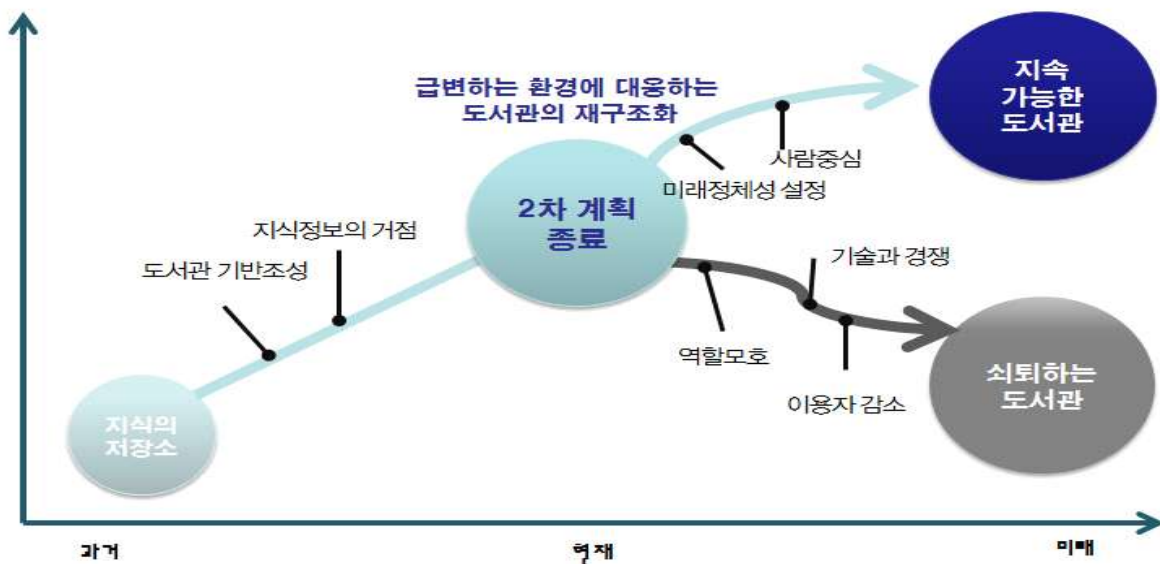 급변하는 환경에 대응하는
도서관의 재구조화
지속
가능한
도서관
사람중심
미래정체성 설정
2차 계획
종료
지식정보의 거점
도서관 기반조성
기술과 경쟁
역할모호
이용자 감소
쇠퇴하는
도서관
지식의
저장소
과거
현재
미래